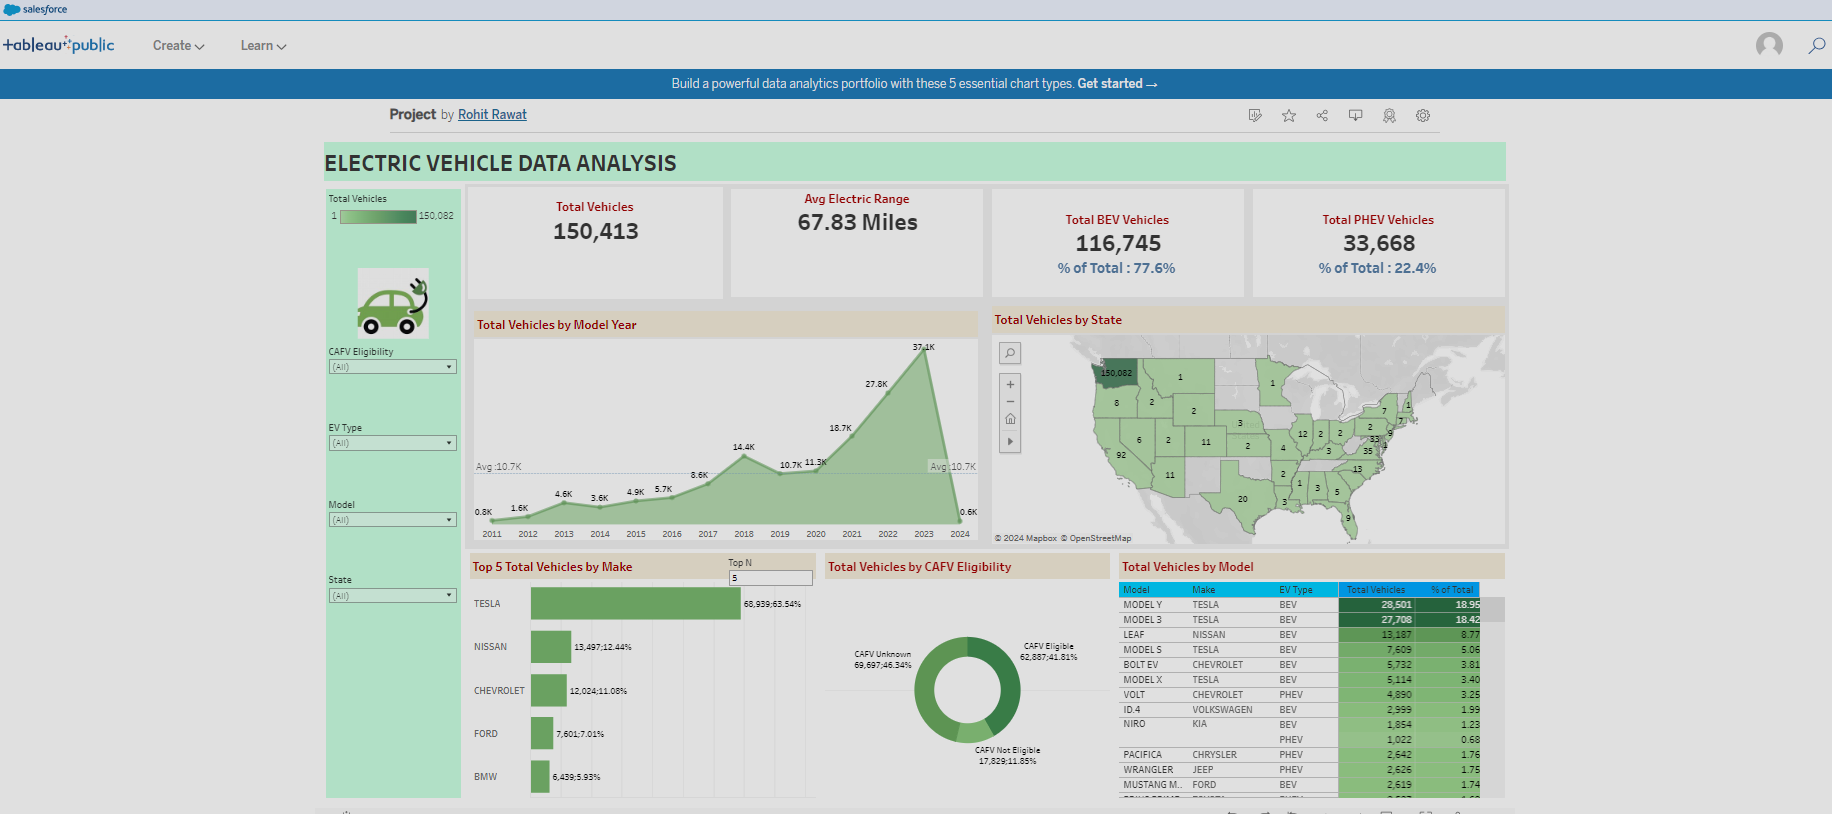 salesforce
tableau public
Create
Learn
Build a powerful data analytics portfolio with these 5 essential chart types. Get started →
Project by Rohit Rawat
ELECTRIC VEHICLE DATA ANALYSIS
Total Vehicles
1 150,082
CAFV Eligibility
(All)
EV Type
(All)
Model
(All)
State
(All)
Total Vehicles
150,413
Avg Electric Range
67.83 Miles
Total BEV Vehicles
116,745
% of Total : 77.6%
Total PHEV Vehicles
33,668
% of Total : 22.4%
Total Vehicles by Model Year
37.1K
27.8K
18.7K
14.4K
10.7K 11.3K
Avg :10.7K
Avg :10.7K
8.6K
5.7K
4.9K
4.6K
3.6K
1.6K
0.8K
0.6K
2011 2012 2013 2014 2015 2016 2017 2018 2019 2020 2021 2022 2023 2024
Total Vehicles by State
150,082 1 1
8 2 2 7 1
3 7
6 2 11 2 12 2 2 2 9
92 4 3 33 1
35
11 2 13
20 3 1 3 5
9
© 2024 Mapbox © OpenStreetMap
Top 5 Total Vehicles by Make
Top N
5
TESLA 68,939;63.54%
NISSAN 13,497;12.44%
CHEVROLET 12,024;11.08%
FORD 7,601;7.01%
BMW 6,439;5.93%
Total Vehicles by CAFV Eligibility
CAFV Unknown
69,697;46.34%
CAFV Eligible
62,887;41.81%
CAFV Not Eligible
17,829;11.85%
Total Vehicles by Model
Model Make EV Type Total Vehicles % of Total
MODEL Y TESLA BEV 28,501 18.95
MODEL 3 TESLA BEV 27,708 18.42
LEAF NISSAN BEV 13,187 8.77
MODEL S TESLA BEV 7,609 5.06
BOLT EV CHEVROLET BEV 5,732 3.81
MODEL X TESLA BEV 5,114 3.40
VOLT CHEVROLET PHEV 4,890 3.25
ID.4 VOLKSWAGEN BEV 2,999 1.99
NIRO KIA BEV 1,854 1.23
PHEV 1,022 0.68
PACIFICA CHRYSLER PHEV 2,642 1.76
WRANGLER JEEP PHEV 2,626 1.75
MUSTANG M.. FORD BEV 2,619 1.74